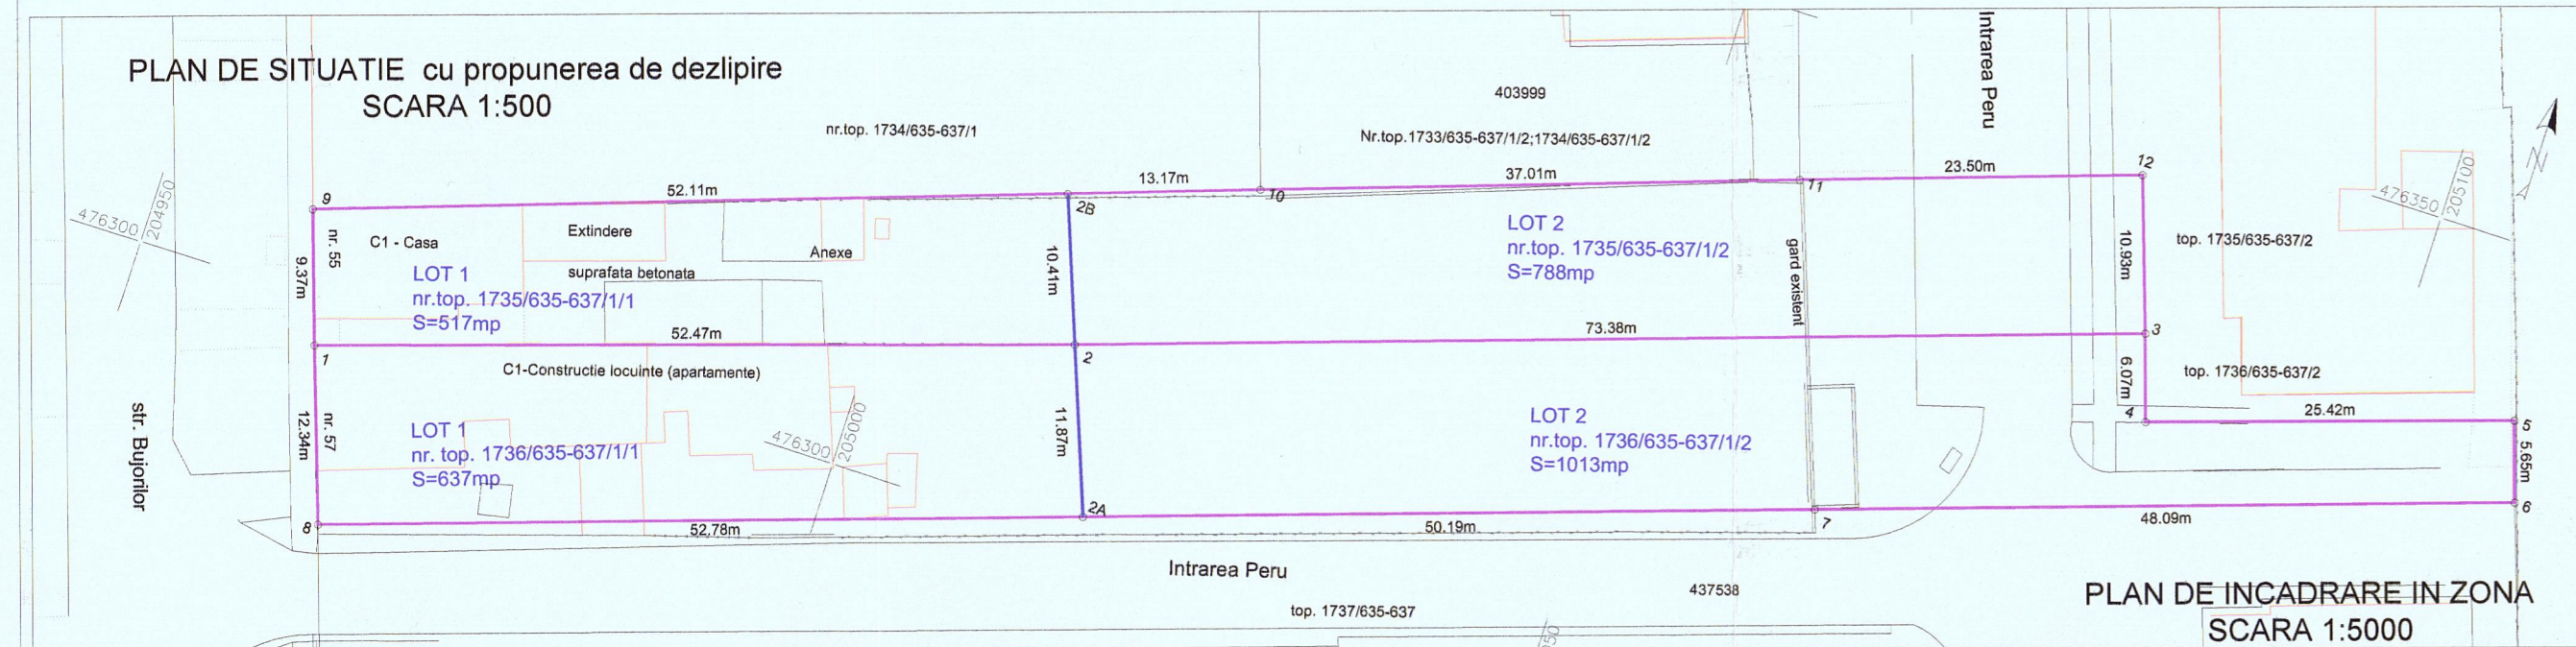 PLAN DE SITUATIE cu propunerea de dezlipire
SCARA 1:500
Intrarea Peru
403999
nr.top. 1734/635-637/1
Nr.top.1733/635-637/1/2;1734/635-637/1/2
476300
204950
9
52.11m
2B
13.17m
10
37.01m
11
23.50m
12
476350
205100
N
nr. 55
C1 - Casa
Extindere
Anexe
suprafata betonata
9.37m
LOT 1
nr.top. 1735/635-637/1/1
S=517mp
10.41m
LOT 2
nr.top. 1735/635-637/1/2
S=788mp
gard existent
10.93m
top. 1735/635-637/2
1
52.47m
2
73.38m
3
C1-Constructie locuinte (apartamente)
6.07m
top. 1736/635-637/2
4
25.42m
5
str. Bujorilor
12.34m
nr. 57
LOT 1
nr. top. 1736/635-637/1/1
S=637mp
476300
205000
11.87m
LOT 2
nr.top. 1736/635-637/1/2
S=1013mp
5.65m
8
52.78m
2A
50.19m
7
48.09m
6
Intrarea Peru
437538
top. 1737/635-637
PLAN DE INCADRARE IN ZONA
SCARA 1:5000